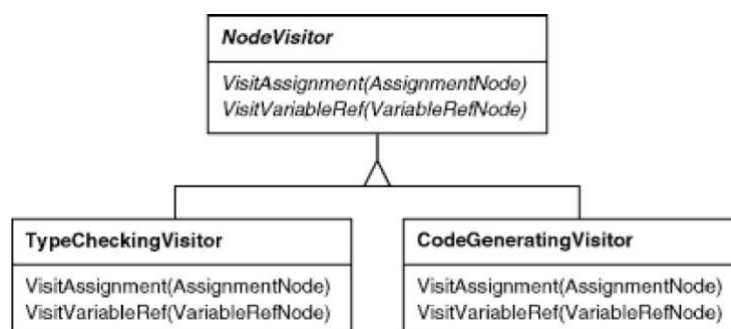 NodeVisitor
VisitAssignment(AssignmentNode)
VisitVariableRef(VariableRefNode)
TypeCheckingVisitor
VisitAssignment(AssignmentNode)
VisitVariableRef(VariableRefNode)
CodeGeneratingVisitor
VisitAssignment(AssignmentNode)
VisitVariableRef(VariableRefNode)